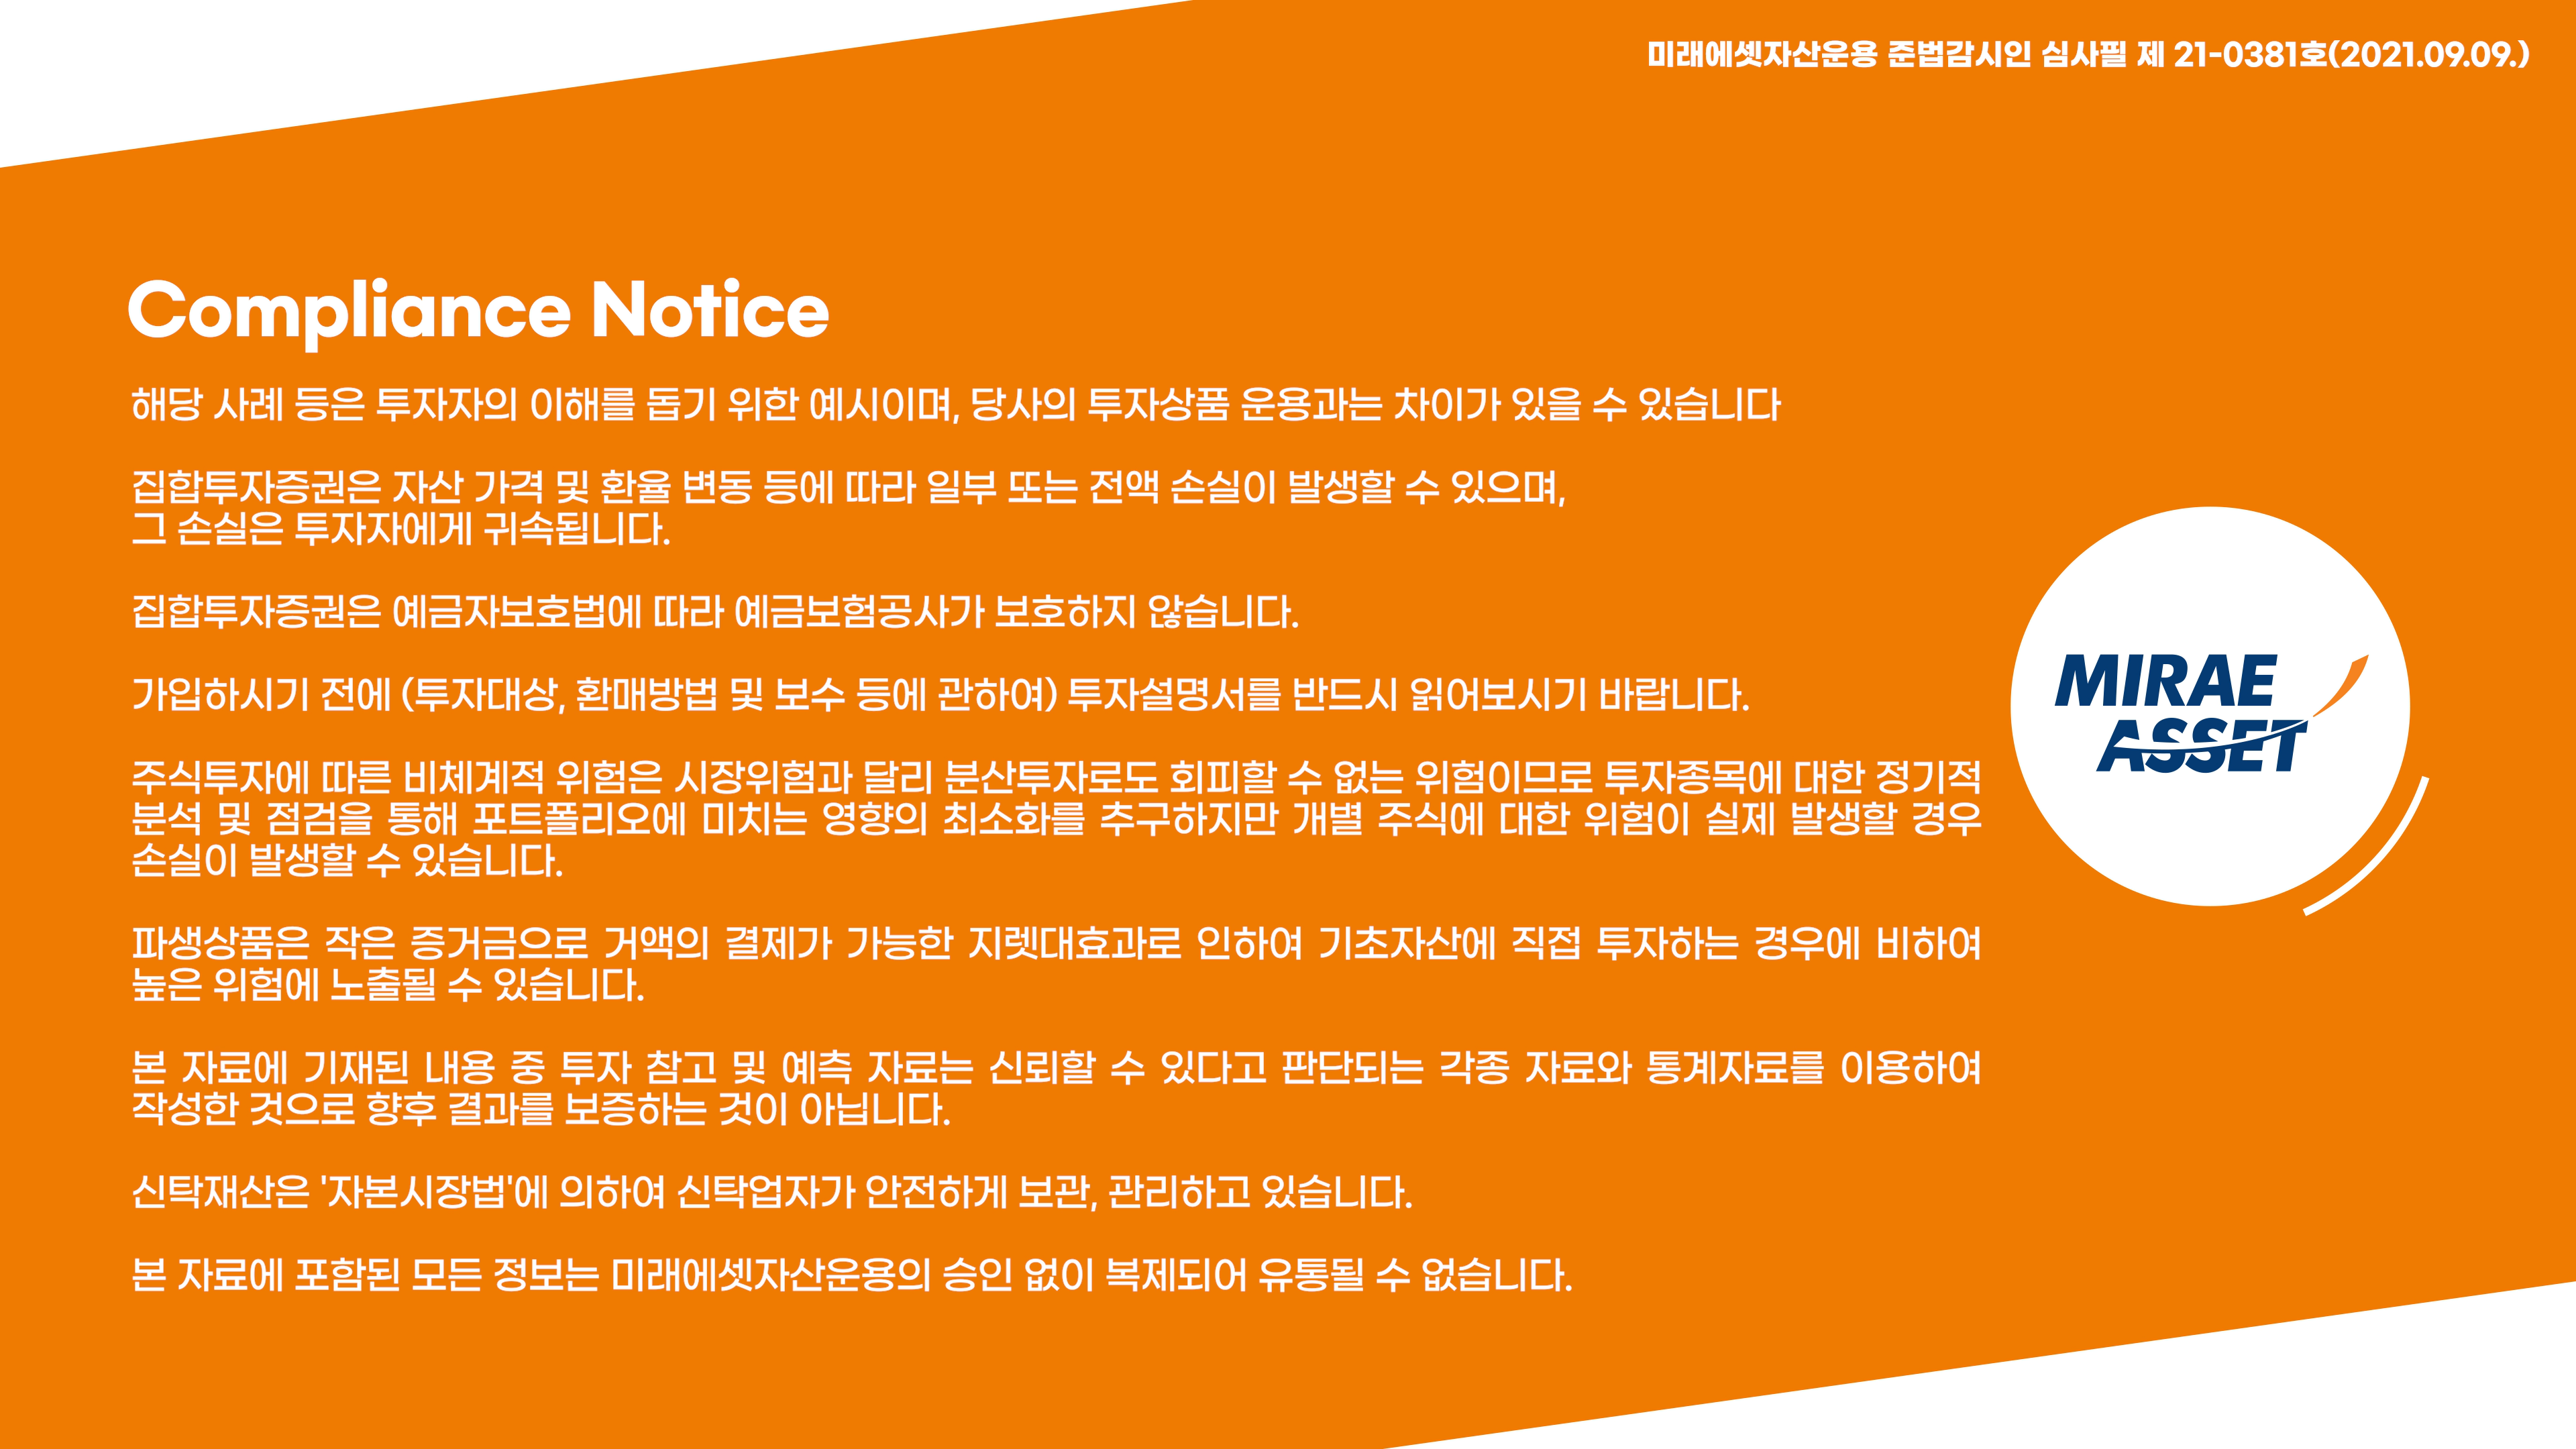 미래에셋자산운용 준법감시인 심사필 제 21-0381호(2021.09.09.)
Compliance Notice
해당 사례 등은 투자자의 이해를 돕기 위한 예시이며, 당사의 투자상품 운용과는 차이가 있을 수 있습니다
집합투자증권은 자산 가격 및 환율 변동 등에 따라 일부 또는 전액 손실이 발생할 수 있으며,
그 손실은 투자자에게 귀속됩니다.
집합투자증권은 예금자보호법에 따라 예금보험공사가 보호하지 않습니다.
가입하시기 전에 (투자대상, 환매방법 및 보수 등에 관하여) 투자설명서를 반드시 읽어보시기 바랍니다.
주식투자에 따른 비체계적 위험은 시장위험과 달리 분산투자로도 회피할 수 없는 위험이므로 투자종목에 대한 정기적
분석 및 점검을 통해 포트폴리오에 미치는 영향의 최소화를 추구하지만 개별 주식에 대한 위험이 실제 발생할 경우
손실이 발생할 수 있습니다.
파생상품은 작은 증거금으로 거액의 결제가 가능한 지렛대효과로 인하여 기초자산에 직접 투자하는 경우에 비하여
높은 위험에 노출될 수 있습니다.
본 자료에 기재된 내용 중 투자 참고 및 예측 자료는 신뢰할 수 있다고 판단되는 각종 자료와 통계자료를 이용하여
작성한 것으로 향후 결과를 보증하는 것이 아닙니다.
신탁재산은 '자본시장법'에 의하여 신탁업자가 안전하게 보관, 관리하고 있습니다.
본 자료에 포함된 모든 정보는 미래에셋자산운용의 승인 없이 복제되어 유통될 수 없습니다.
MIRAE
ASSET